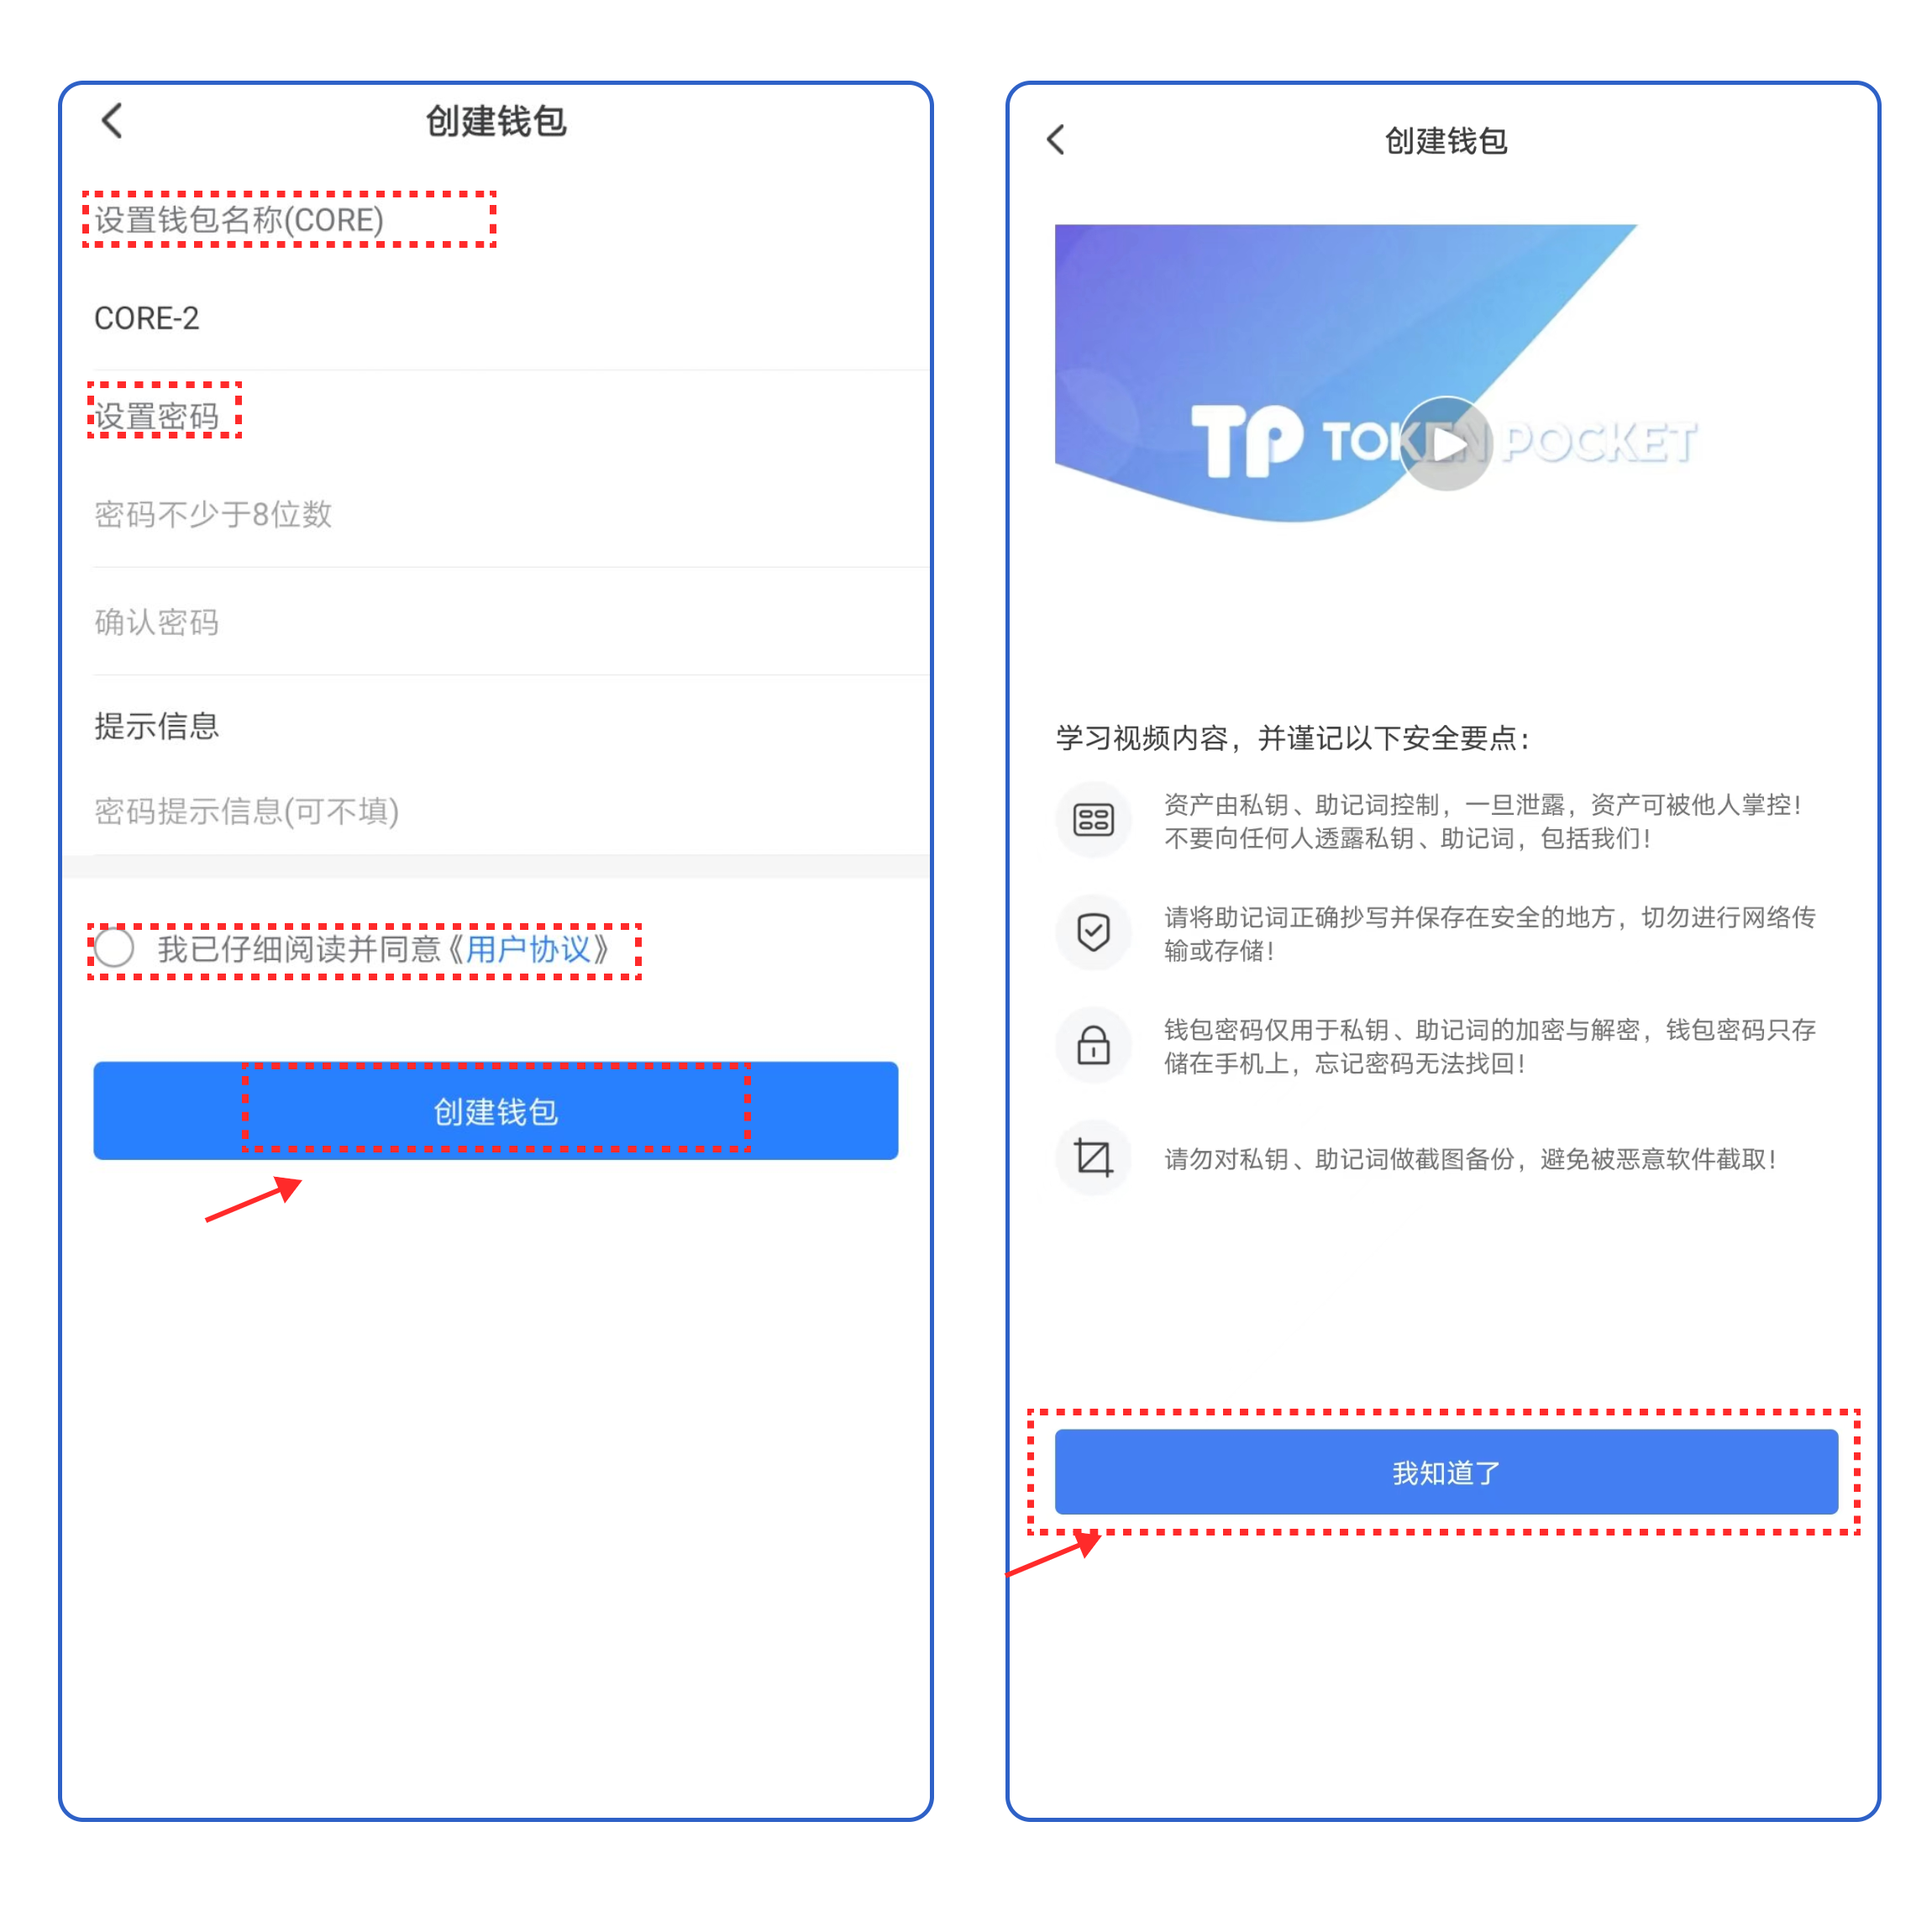 创建钱包
设置钱包名称(CORE)
CORE-2
设置密码
密码不少于8位数
确认密码
提示信息
密码提示信息(可不填)
我已仔细阅读并同意《用户协议》
创建钱包
创建钱包
TP TOKEN POCKET
学习视频内容，并谨记以下安全要点：
资产由私钥、助记词控制，一旦泄露，资产可被他人掌控！
不要向任何人透露私钥、助记词，包括我们！
请将助记词正确抄写并保存在安全的地方，切勿进行网络传
输或存储！
钱包密码仅用于私钥、助记词的加密与解密，钱包密码只存
储在手机上，忘记密码无法找回！
请勿对私钥、助记词做截图备份，避免被恶意软件截取！
我知道了